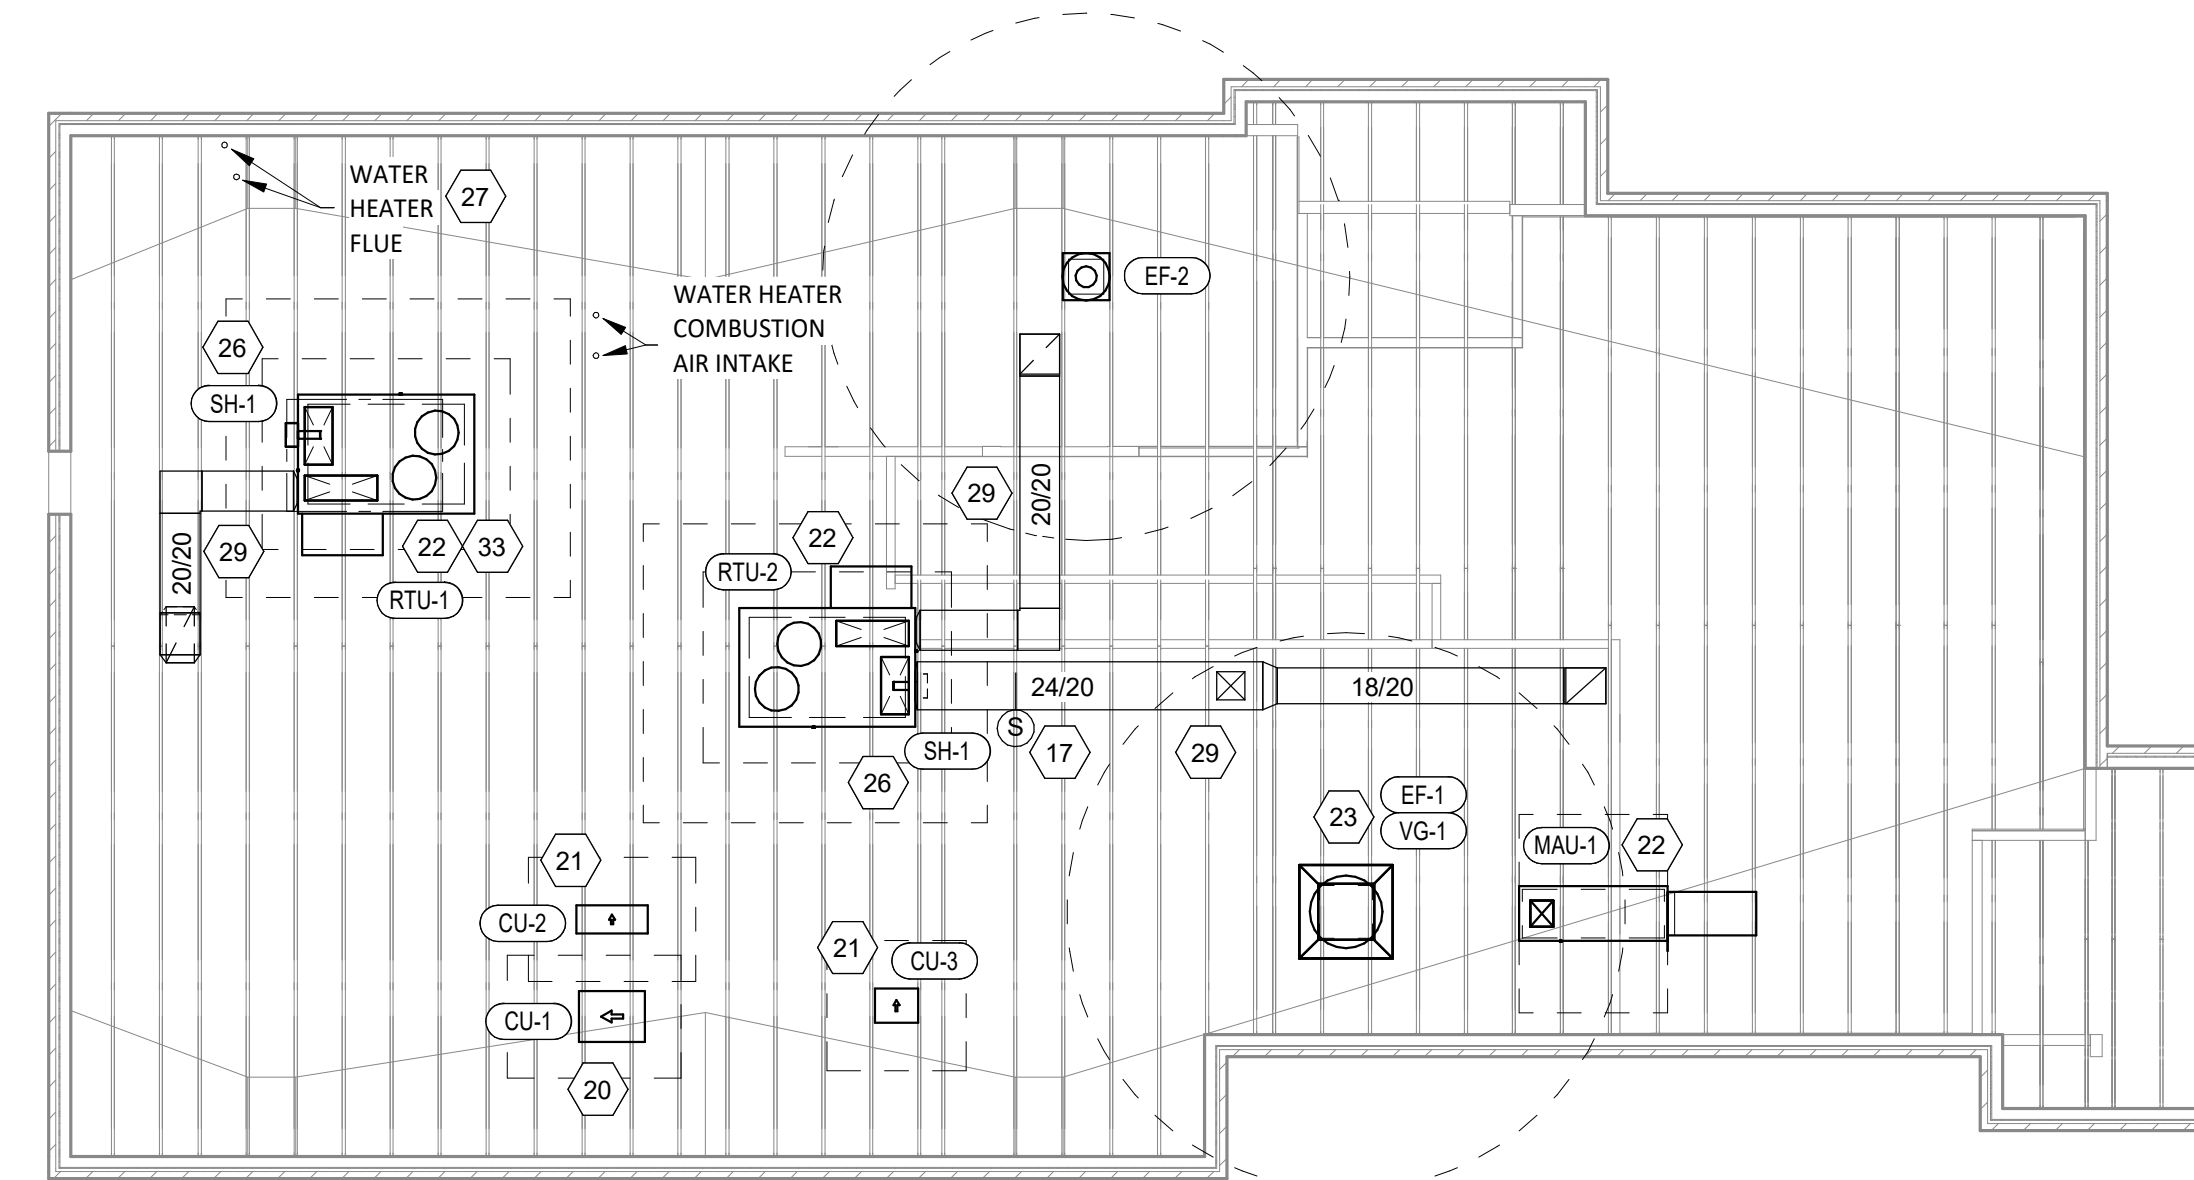 WATER
HEATER
FLUE
27
EF-2
WATER HEATER
COMBUSTION
AIR INTAKE
26
SH-1
20/20
29
22
33
RTU-1
29
20/20
22
RTU-2
24/20
18/20
S
17
29
SH-1
26
EF-1
23
VG-1
MAU-1
22
21
CU-2
21
CU-3
CU-1
20